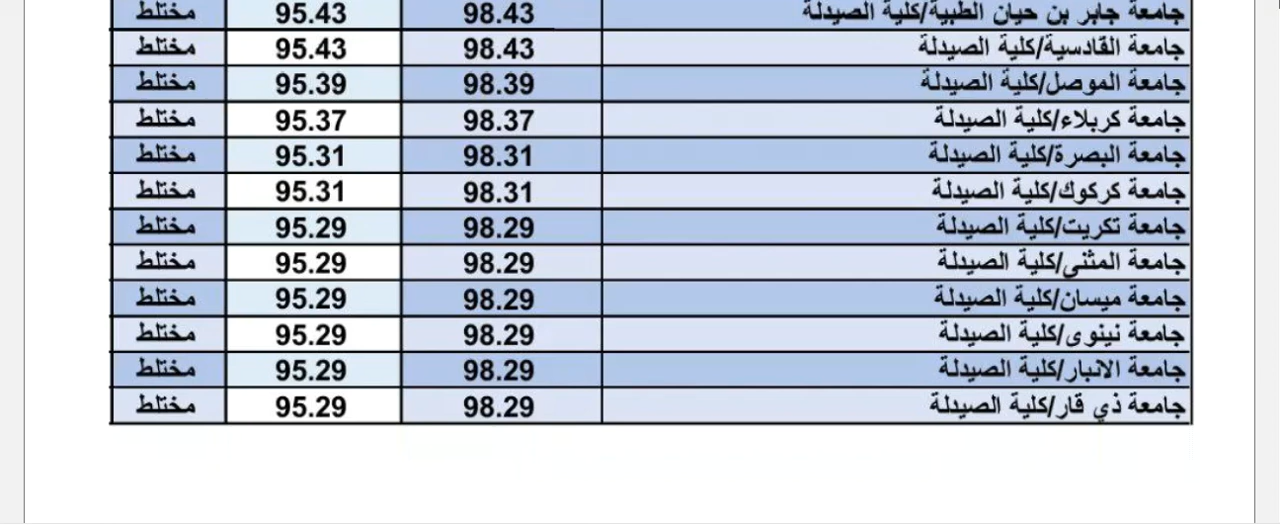 جامعة جابر بن حيان الطبية/كلية الصيدلة 98.43 95.43 مختلط
جامعة القادسية/كلية الصيدلة 98.43 95.43 مختلط
جامعة الموصل/كلية الصيدلة 98.39 95.39 مختلط
جامعة كربلاء/كلية الصيدلة 98.37 95.37 مختلط
جامعة البصرة/كلية الصيدلة 98.31 95.31 مختلط
جامعة كركوك/كلية الصيدلة 98.31 95.31 مختلط
جامعة تكريت/كلية الصيدلة 98.29 95.29 مختلط
جامعة المثنى/كلية الصيدلة 98.29 95.29 مختلط
جامعة ميسان/كلية الصيدلة 98.29 95.29 مختلط
جامعة نينوى/كلية الصيدلة 98.29 95.29 مختلط
جامعة الانبار/كلية الصيدلة 98.29 95.29 مختلط
جامعة ذي قار/كلية الصيدلة 98.29 95.29 مختلط